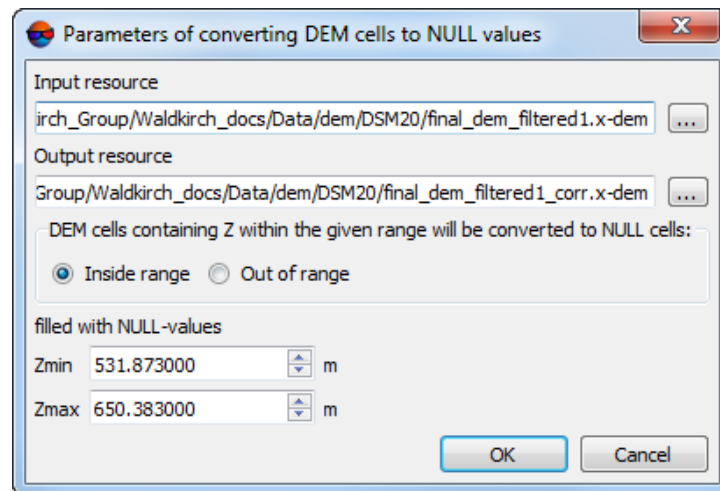 Parameters of converting DEM cells to NULL values
Input resource
irch_Group/Waldkirch_docs/Data/dem/DSM20/final_dem_filtered1.x-dem ...
Output resource
Group/Waldkirch_docs/Data/dem/DSM20/final_dem_filtered1_corr.x-dem ...
DEM cells containing Z within the given range will be converted to NULL cells:
Inside range Out of range
filled with NULL-values
Zmin 531.873000 m
Zmax 650.383000 m
OK Cancel